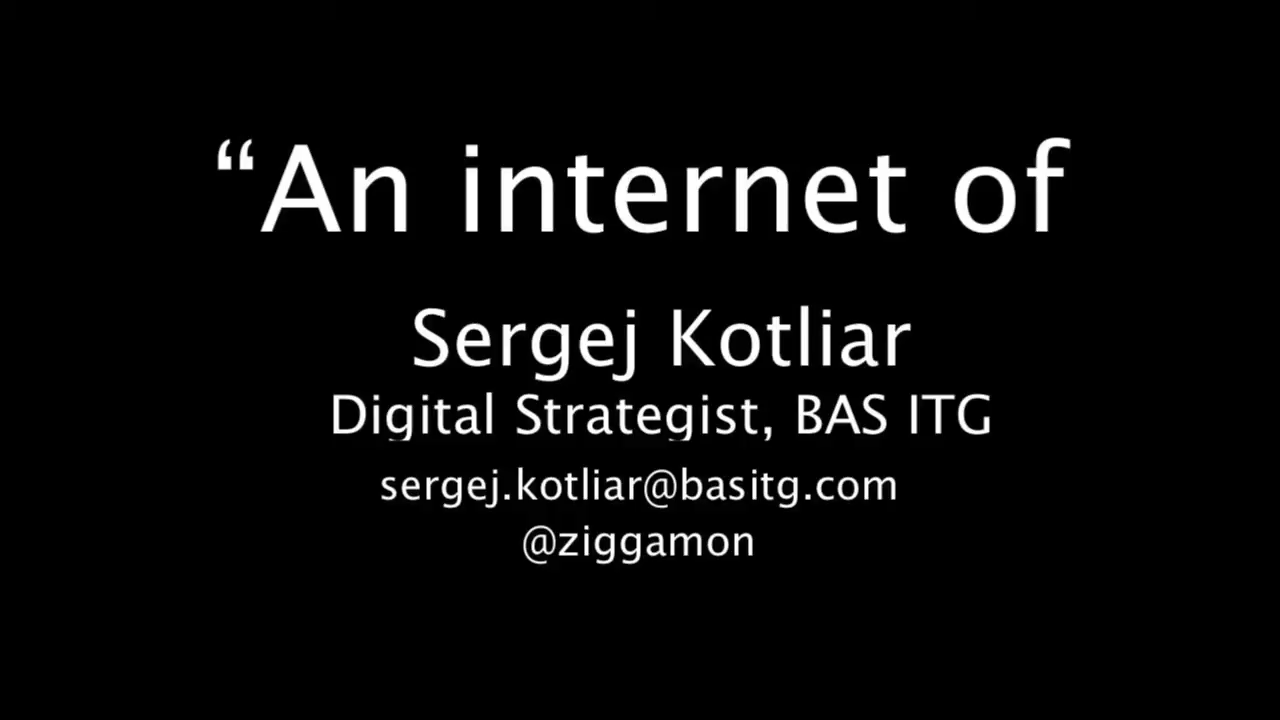 “An internet of
Sergej Kotliar
Digital Strategist, BAS ITG
sergej.kotliar@basitg.com
@ziggamon